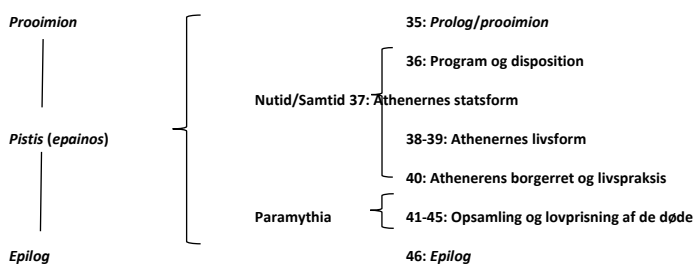 Prooimion 35: Prolog/prooimion
36: Program og disposition
Nutid/Samtid 37: Athenernes statsform
Pistis (epainos) 38-39: Athenernes livsform
40: Athenerens borgerret og livspraksis
Paramythia 41-45: Opsamling og lovprisning af de døde
Epilog 46: Epilog